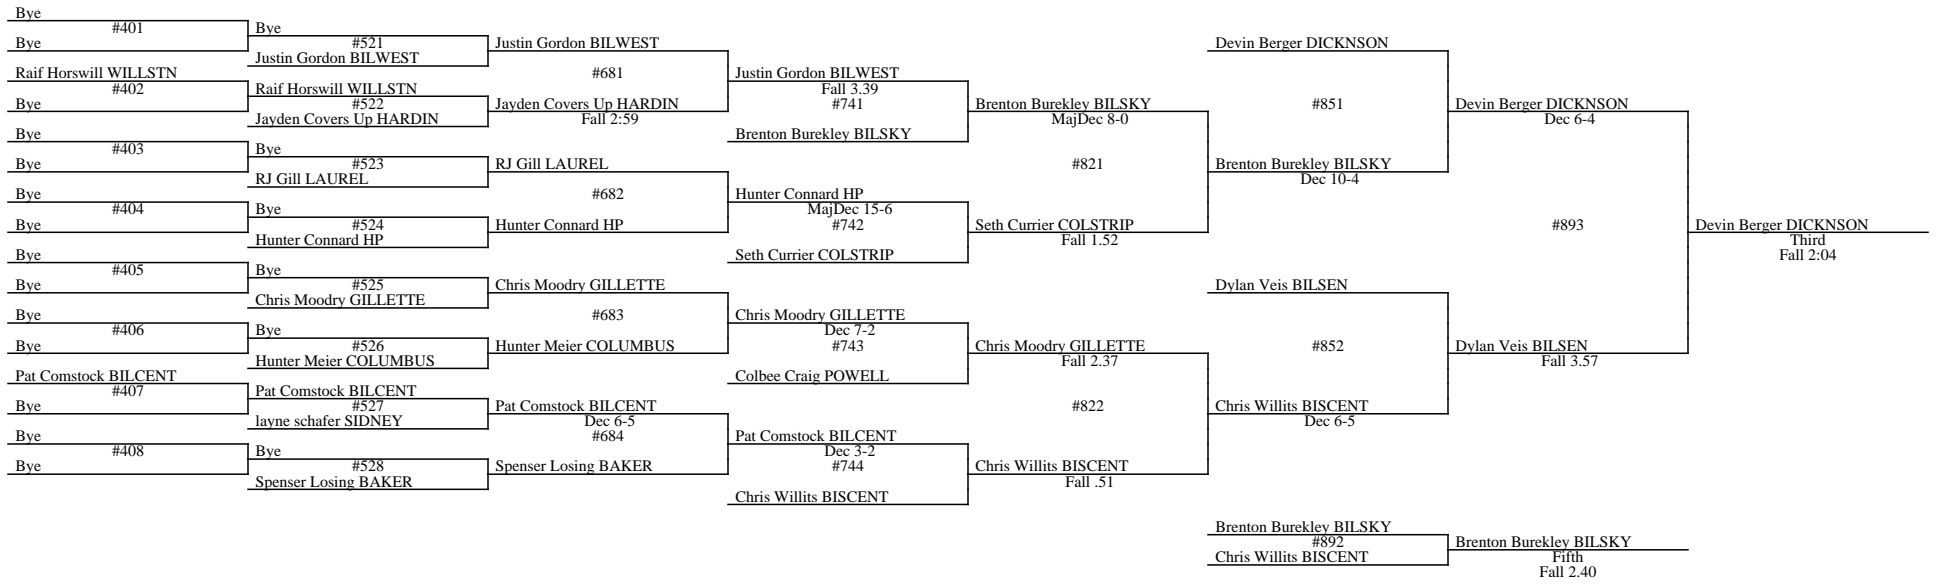 Bye
#401
Bye
Raif Horswill WILLSTN
#402
Bye
Bye
#403
Bye
Bye
#404
Bye
Bye
#405
Bye
Bye
#406
Bye
Pat Comstock BILCENT
#407
Bye
Bye
#408
Bye
Bye
#521
Justin Gordon BILWEST
Raif Horswill WILLSTN
#522
Jayden Covers Up HARDIN
Bye
#523
RJ Gill LAUREL
Bye
#524
Hunter Connard HP
Bye
#525
Chris Moodry GILLETTE
Bye
#526
Hunter Meier COLUMBUS
Pat Comstock BILCENT
#527
layne schafer SIDNEY
Bye
#528
Spenser Losing BAKER
Justin Gordon BILWEST
#681
Jayden Covers Up HARDIN
Fall 2:59
RJ Gill LAUREL
#682
Hunter Connard HP
Chris Moodry GILLETTE
#683
Hunter Meier COLUMBUS
Pat Comstock BILCENT
Dec 6-5
#684
Spenser Losing BAKER
Justin Gordon BILWEST
Fall 3.39
#741
Brenton Burekley BILSKY
Hunter Connard HP
MajDec 15-6
#742
Seth Currier COLSTRIP
Chris Moodry GILLETTE
Dec 7-2
#743
Colbee Craig POWELL
Pat Comstock BILCENT
Dec 3-2
#744
Chris Willits BISCENT
Brenton Burekley BILSKY
MajDec 8-0
#821
Seth Currier COLSTRIP
Fall 1.52
Chris Moodry GILLETTE
Fall 2.37
#822
Chris Willits BISCENT
Fall .51
Devin Berger DICKNSON
#851
Brenton Burekley BILSKY
Dec 10-4
Dylan Veis BILSEN
#852
Chris Willits BISCENT
Dec 6-5
Devin Berger DICKNSON
Dec 6-4
#893
Dylan Veis BILSEN
Fall 3.57
Devin Berger DICKNSON
Third
Fall 2:04
Brenton Burekley BILSKY
#892
Chris Willits BISCENT
Brenton Burekley BILSKY
Fifth
Fall 2.40